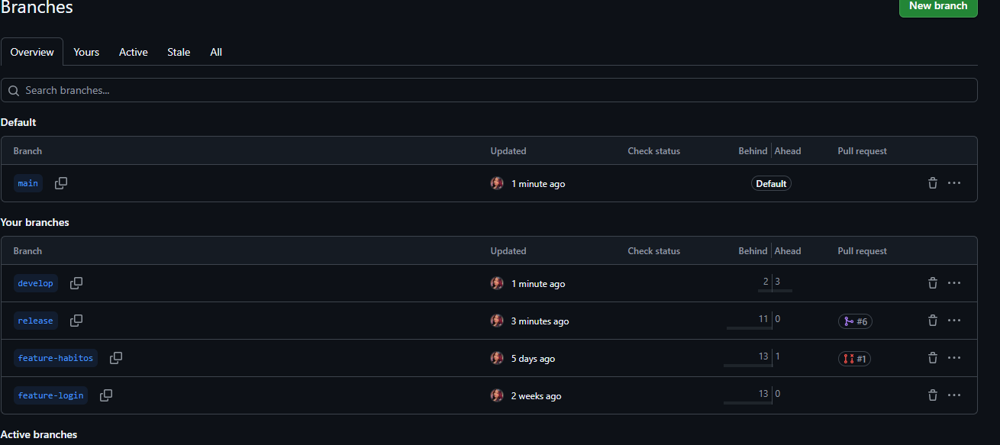 Branches
New branch
Overview Yours Active Stale All
Search branches...
Default
Branch Updated Check status Behind Ahead Pull request
main 1 minute ago Default
Your branches
Branch Updated Check status Behind Ahead Pull request
develop 1 minute ago 2 3
release 3 minutes ago 11 0 #6
feature-habitos 5 days ago 13 1 #1
feature-login 2 weeks ago 13 0
Active branches